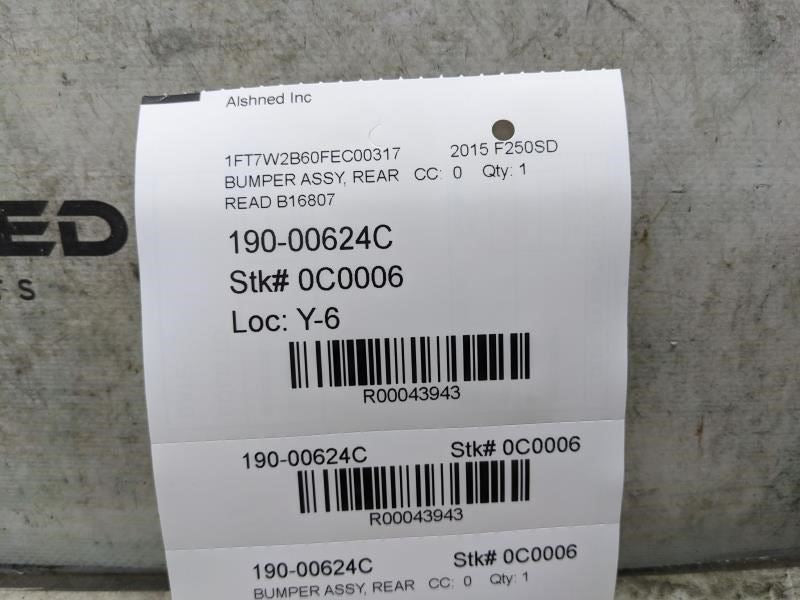 Alshned Inc
1FT7W2B60FEC00317 2015 F250SD
BUMPER ASSY, REAR CC: 0 Qty: 1
READ B16807
190-00624C
Stk# 0C0006
Loc: Y-6
R00043943
190-00624C Stk# 0C0006
R00043943
190-00624C Stk# 0C0006
BUMPER ASSY, REAR CC: 0 Qty: 1